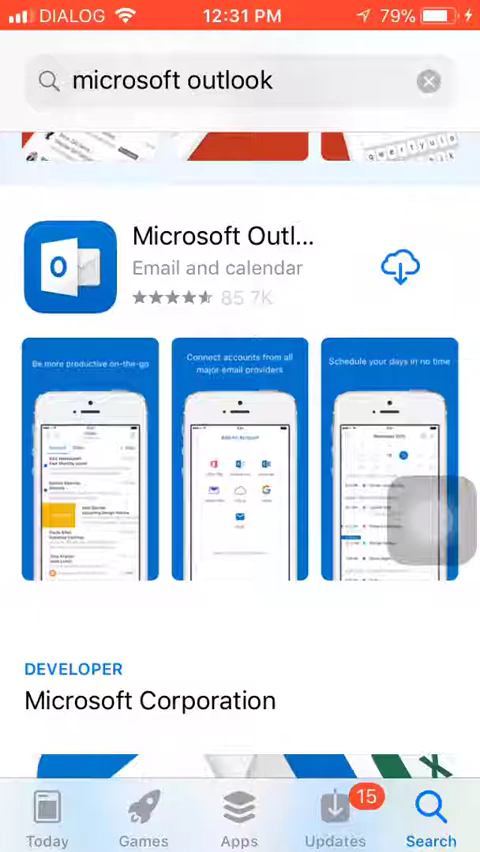 DIALOG 12:31 PM 79%
microsoft outlook
Microsoft Outl...
Email and calendar
85.7K
Be more productive on-the-go
Connect accounts from all
major email providers
Schedule your days in no time
DEVELOPER
Microsoft Corporation
15
Today Games Apps Updates Search